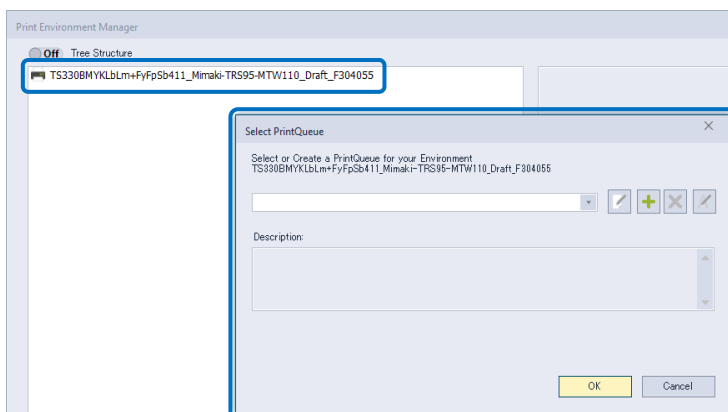 Print Environment Manager
Off Tree Structure
TS330BMYKLbLm+FyFpSb411_Mimaki-TRS95-MTW110_Draft_F304055
Select PrintQueue
Select or Create a PrintQueue for your Environment
TS330BMYKLbLm+FyFpSb411_Mimaki-TRS95-MTW110_Draft_F304055
Description:
OK Cancel